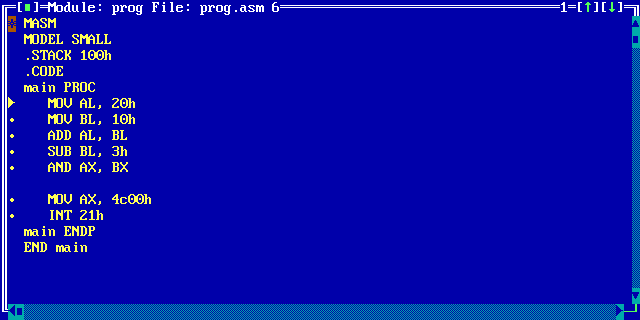 [■]=Module: prog File: prog.asm 6 1=[↑][↓]
* MASM
MODEL SMALL
.STACK 100h
.CODE
main PROC
MOV AL, 20h
MOV BL, 10h
ADD AL, BL
SUB BL, 3h
AND AX, BX
MOV AX, 4c00h
INT 21h
main ENDP
END main